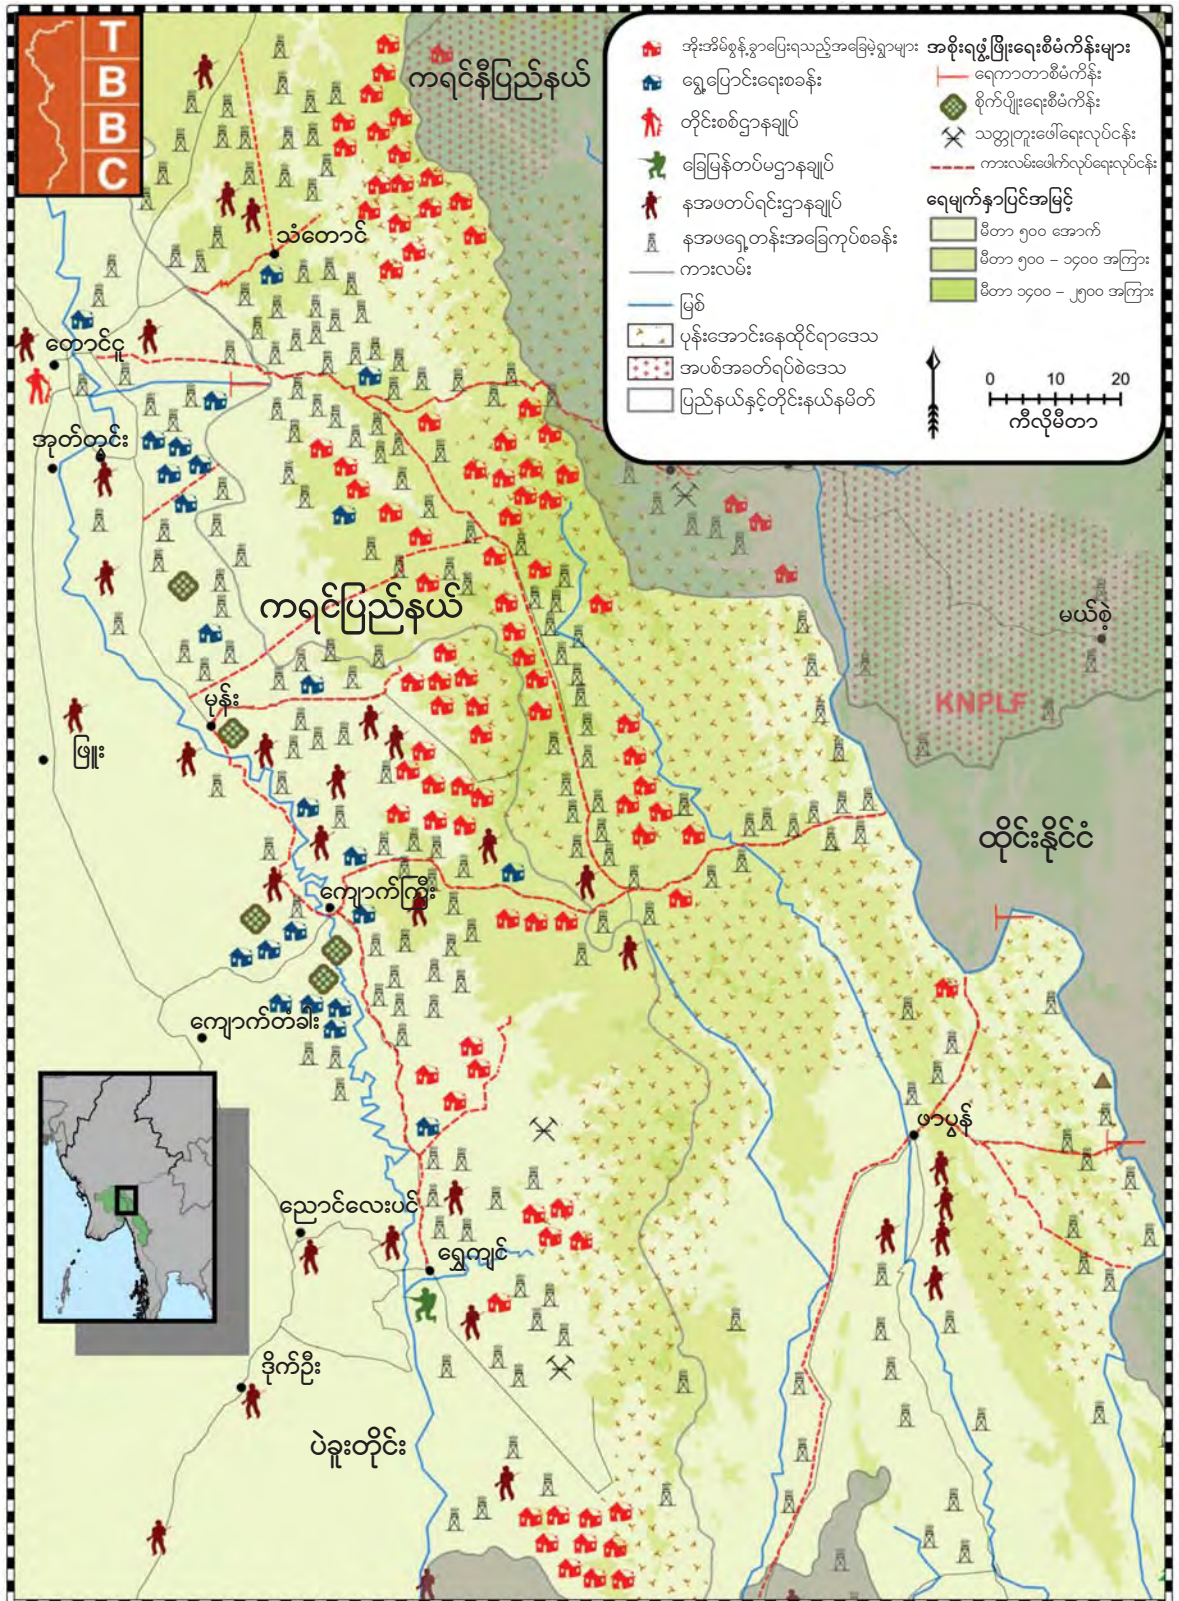 T
B
B
C
အိုးအိမ်စွန့်ခွာပြေးရသည့်အခြေမဲ့ရွာများ
ရွှေ့ပြောင်းရေးစခန်း
တိုင်းစစ်ဌာနချုပ်
ခြေမြန်တပ်မဌာနချုပ်
နအဖတပ်ရင်းဌာနချုပ်
နအဖရှေ့တန်းအခြေကုပ်စခန်း
ကားလမ်း
မြစ်
ပုန်းအောင်းနေထိုင်ရာဒေသ
အပစ်အခတ်ရပ်စဲဒေသ
ပြည်နယ်နှင့်တိုင်းနယ်နမိတ်
အစိုးရဖွံ့ဖြိုးရေးစီမံကိန်းများ
ရေကာတာစီမံကိန်း
စိုက်ပျိုးရေးစီမံကိန်း
သတ္တုတူးဖေါ်ရေးလုပ်ငန်း
ကားလမ်းဖေါက်လုပ်ရေးလုပ်ငန်း
ရေမျက်နှာပြင်အမြင့်
မီတာ ၅၀၀ အောက်
မီတာ ၅၀၀ – ၁၄၀၀ အကြား
မီတာ ၁၄၀၀ – ၂၅၀၀ အကြား
0 10 20
ကီလိုမီတာ
ကရင်နီပြည်နယ်
သံတောင်
တောင်ငူ
အုတ်တွင်း
ကရင်ပြည်နယ်
မယ်စဲ့
KNPLF
မုန်း
ဖြူး
ထိုင်းနိုင်ငံ
ကျောက်ကြီး
ကျောက်တံခါး
ဖာပွန်
ညောင်လေးပင်
ရွှေကျင်
ဒိုက်ဦး
ပဲခူးတိုင်း